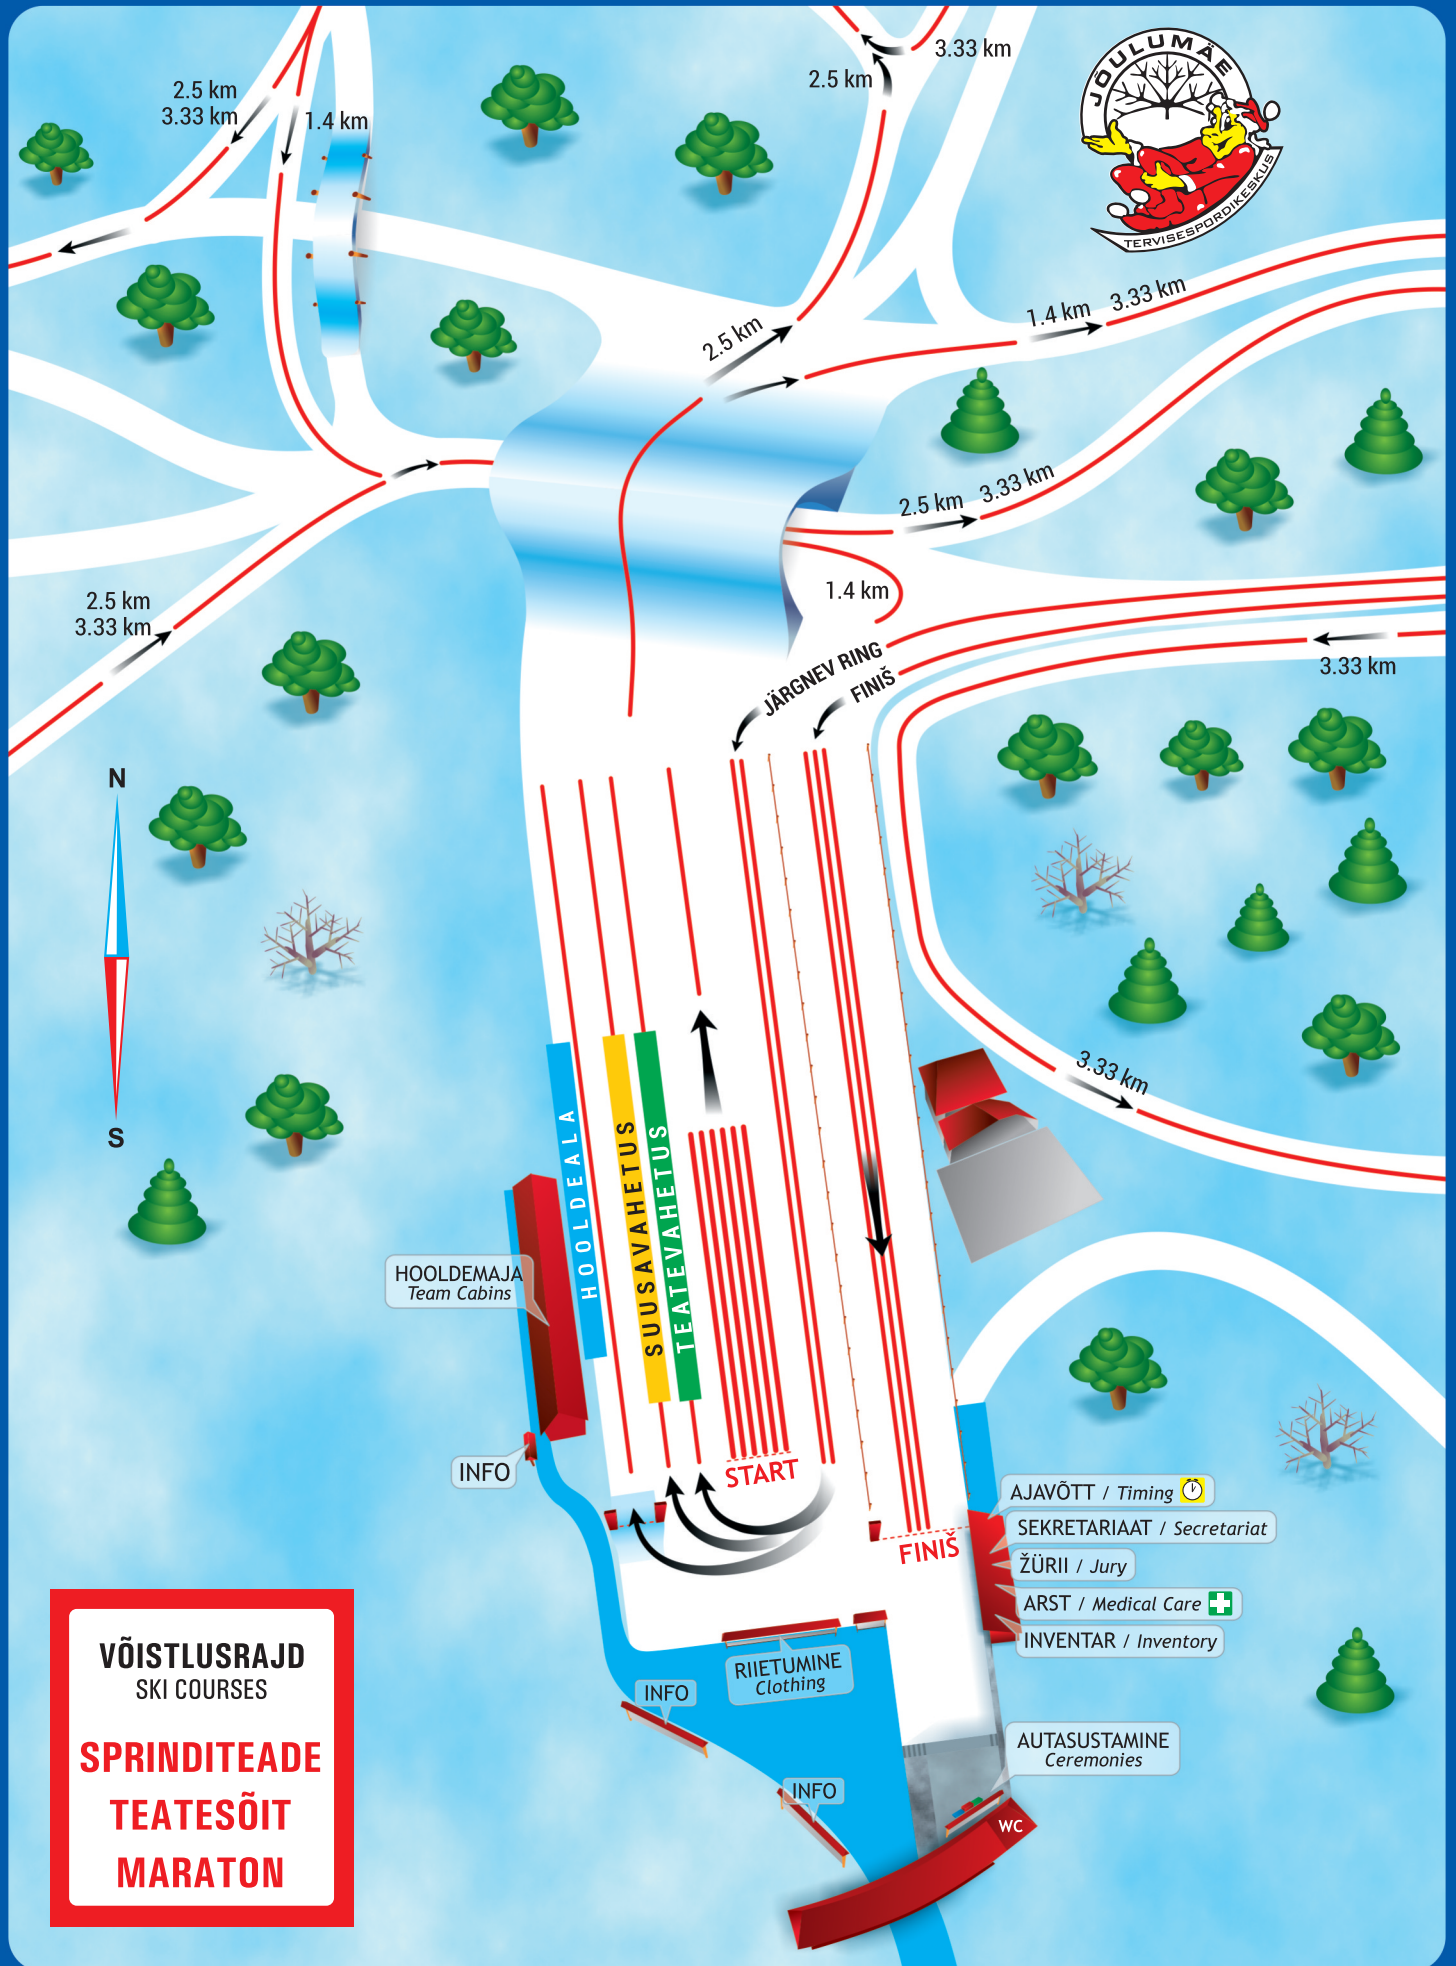 3.33 km
2.5 km
2.5 km
3.33 km
1.4 km
JÕULUMÄE
TERVISESPORDIKESKUS
2.5 km
1.4 km 3.33 km
2.5 km 3.33 km
1.4 km
2.5 km
3.33 km
JÄRGNEV RING
FINIŠ
3.33 km
N
S
3.33 km
HOOLDEALA
SUUSAVAHETUS
TEATEVAHETUS
HOOLDEMAJA
Team Cabins
INFO
START
FINIŠ
AJAVÕTT / Timing
SEKRETARIAAT / Secretariat
ŽÜRII / Jury
ARST / Medical Care
INVENTAR / Inventory
RIIETUMINE
Clothing
INFO
INFO
AUTASUSTAMINE
Ceremonies
WC
VÕISTLUSRAJD
SKI COURSES
SPRINDITEADE
TEATESÕIT
MARATON